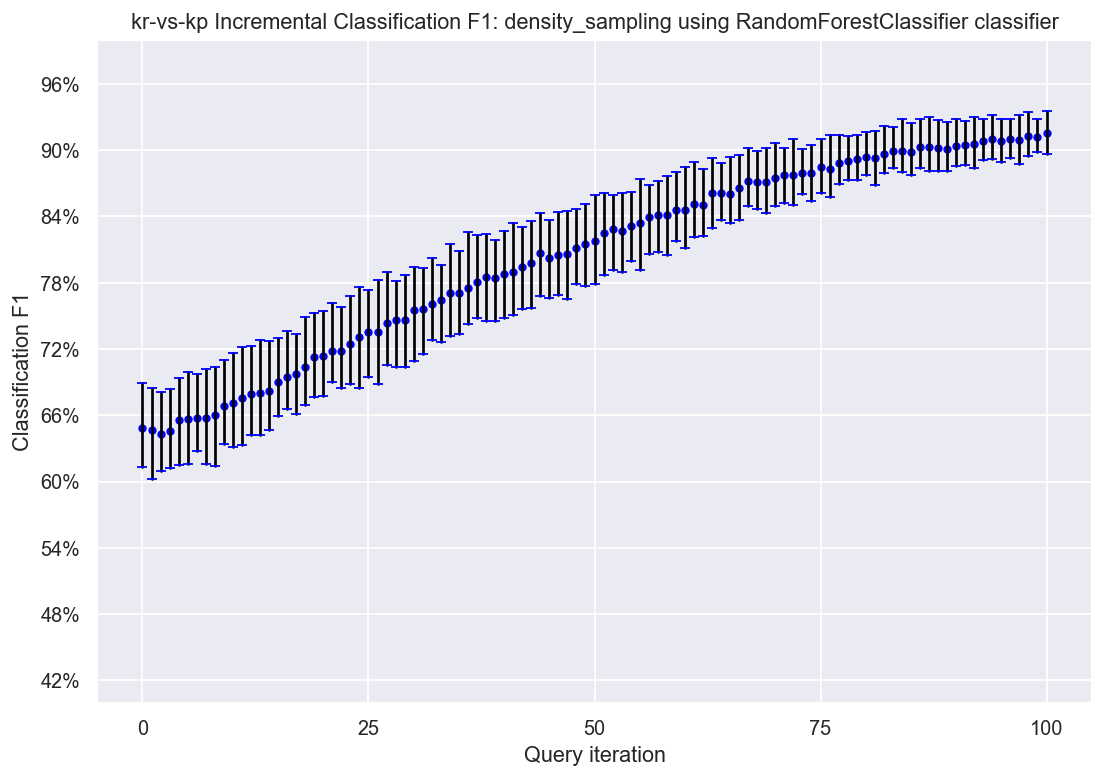 kr-vs-kp Incremental Classification F1: density_sampling using RandomForestClassifier classifier
96%
90%
84%
78%
72%
66%
60%
54%
48%
42%
Classification F1
0 25 50 75 100
Query iteration